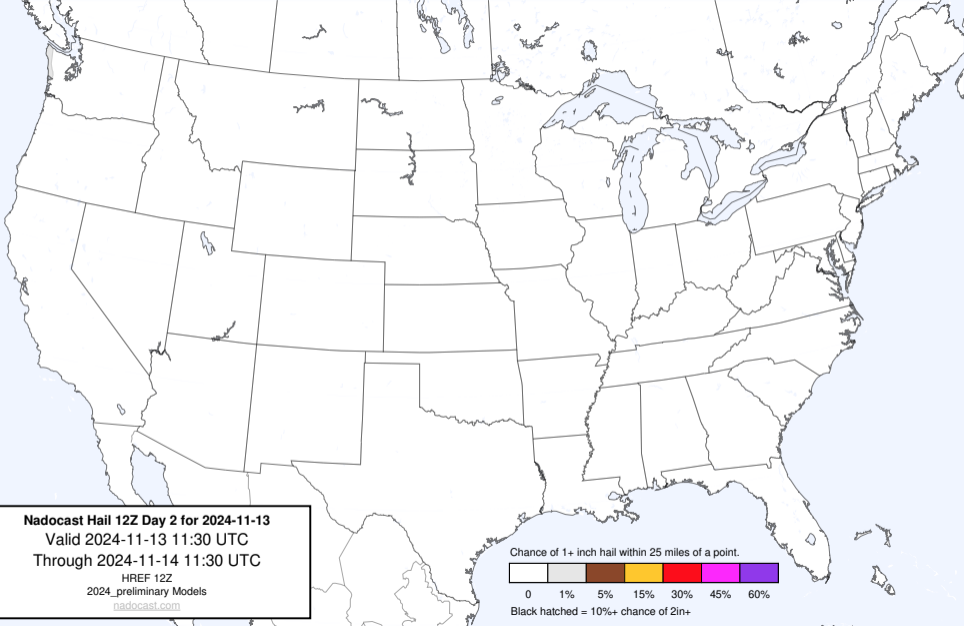 Nadocast Hail 12Z Day 2 for 2024-11-13
Valid 2024-11-13 11:30 UTC
Through 2024-11-14 11:30 UTC
HREF 12Z
2024_preliminary Models
nadocast.com
Chance of 1+ inch hail within 25 miles of a point.
0 1% 5% 15% 30% 45% 60%
Black hatched = 10%+ chance of 2in+